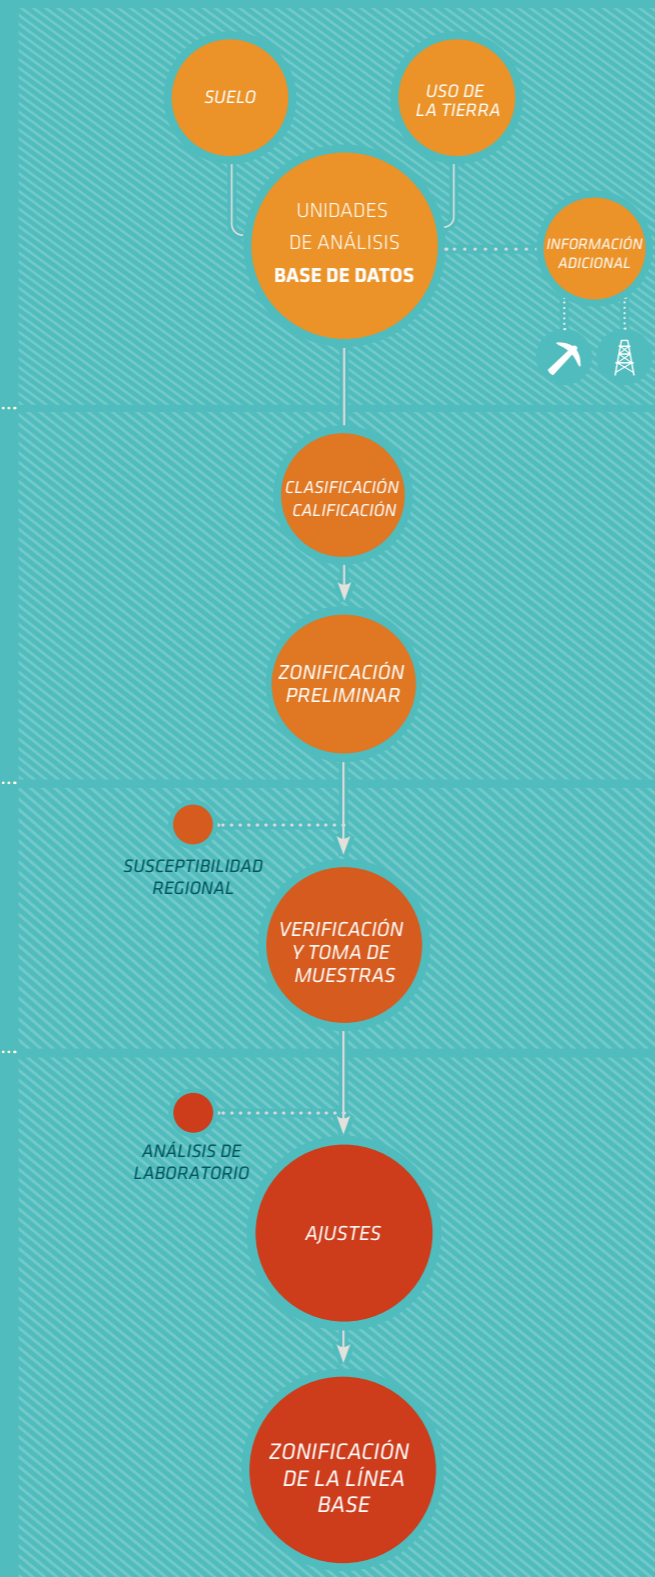 SUELO
USO DE
LA TIERRA
UNIDADES
DE ANÁLISIS
BASE DE DATOS
INFORMACIÓN
ADICIONAL
CLASIFICACIÓN
CALIFICACIÓN
ZONIFICACIÓN
PRELIMINAR
SUSCEPTIBILIDAD
REGIONAL
VERIFICACIÓN
Y TOMA DE
MUESTRAS
ANÁLISIS DE
LABORATORIO
AJUSTES
ZONIFICACIÓN
DE LA LÍNEA
BASE